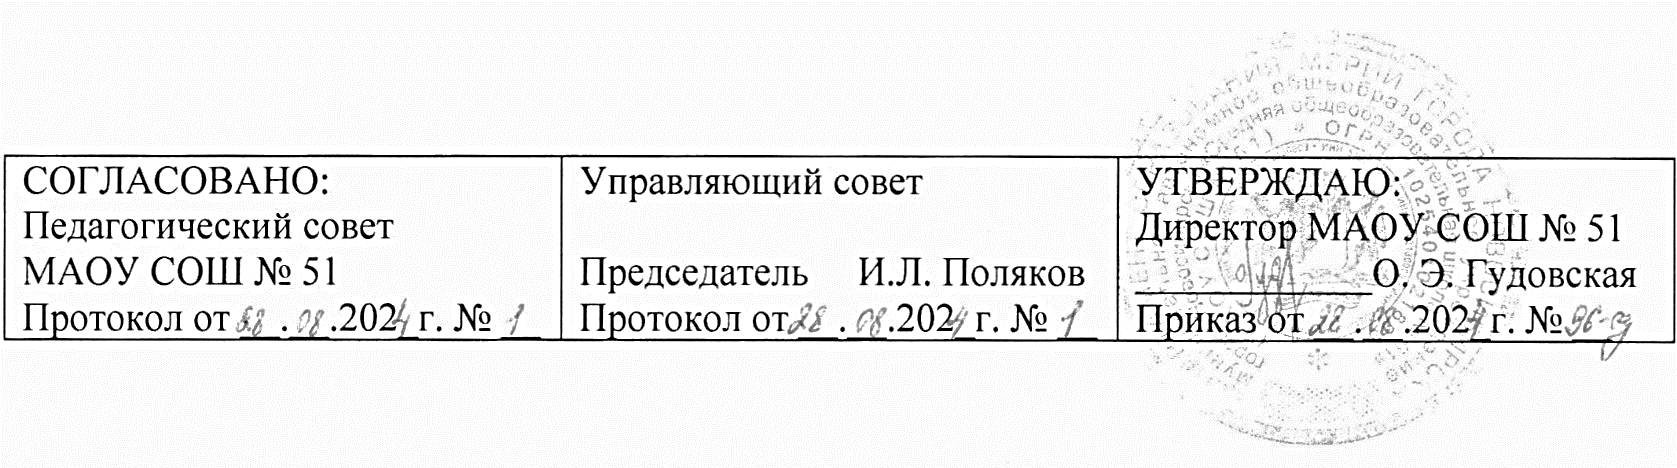 СОГЛАСОВАНО:
Педагогический совет
МАОУ СОШ № 51
Протокол от 28.08.2024 г. № 1
Управляющий совет
Председатель И.Л. Поляков
Протокол от 28.08.2024 г. № 1
УТВЕРЖДАЮ:
Директор МАОУ СОШ № 51
О. Э. Гудовская
Приказ от 28.08.2024 г. №